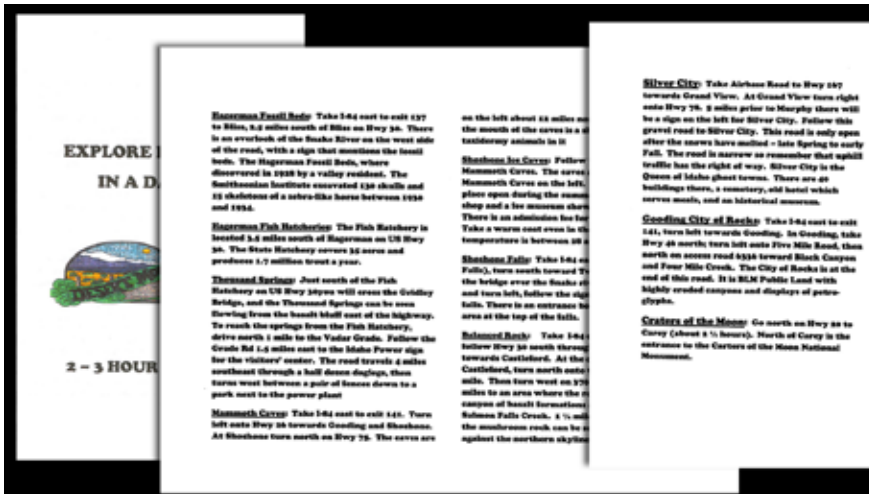 EXPLORE
IN A D
DESERT
2 – 3 HOUR
Hagerman Fossil Beds: Take I-84 east to exit 137
to Bliss, 2.5 miles south of Bliss on Hwy 30. There
is an overlook of the Snake River on the west side
of the road, with a sign that mentions the fossil
beds. The Hagerman Fossil Beds, where
discovered in 1928 by a valley resident. The
Smithsonian Institute excavated 130 skulls and
15 skeletons of a zebra-like horse between 1930
and 1934.
Hagerman Fish Hatcheries: The Fish Hatchery is
located 3.5 miles south of Hagerman on US Hwy
30. The State Hatchery covers 35 acres and
produces 1.7 million trout a year.
Thousand Springs: Just south of the Fish
Hatchery on US Hwy 30you will cross the Gridley
Bridge, and the Thousand Springs can be seen
flowing from the basalt bluff east of the highway.
To reach the springs from the Fish Hatchery,
drive north 1 mile to the Vadar Grade. Follow the
Grade Rd 1.5 miles east to the Idaho Power sign
for the visitors' center. The road travels 4 miles
southeast through a half dozen doglegs, then
turns west between a pair of fences down to a
park next to the power plant
Mammoth Caves: Take I-84 east to exit 141. Turn
left onto Hwy 26 towards Gooding and Shoshone.
At Shoshone turn north on Hwy 75. The caves are
on the left about 12 miles no
the mouth of the caves is a
taxidermy animals in it
Shoshone Ice Caves: Follow
Mammoth Caves. The caves
Mammoth Caves on the left.
place open during the summe
shop and a Ice museum show
There is an admission fee for
Take a warm coat even in th
temperature is between 28
Shoshone Falls: Take I-84 ea
Falls), turn south toward T
the bridge over the Snake ri
and turn left, follow the sig
falls. There is an entrance b
area at the top of the falls.
Balanced Rock: Take I-84
follow Hwy 30 south throug
towards Castleford. At the
Castleford, turn north onto
mile. Then turn west on 370
miles to an area where the r
canyon of basalt formations
Salmon Falls Creek. 1 ½ mil
the mushroom rock can be s
against the northern skyline
Silver City: Take Airbase Road to Hwy 167
towards Grand View. At Grand View turn right
onto Hwy 78. 5 miles prior to Murphy there will
be a sign on the left for Silver City. Follow this
gravel road to Silver City. This road is only open
after the snows have melted – late Spring to early
Fall. The road is narrow so remember that uphill
traffic has the right of way. Silver City is the
Queen of Idaho ghost towns. There are 40
buildings there, a cemetery, old hotel which
serves meals, and an historical museum.
Gooding City of Rocks: Take I-84 east to exit
141, turn left towards Gooding. In Gooding, take
Hwy 46 north; turn left onto Five Mile Road, then
north on access road 2330 toward Black Canyon
and Four Mile Creek. The City of Rocks is at the
end of this road. It is BLM Public Land with
highly eroded canyons and displays of petro-
glyphs.
Craters of the Moon: Go north on Hwy 20 to
Carey (about 2 ½ hours). North of Carey is the
entrance to the Carters of the Moon National
Monument.